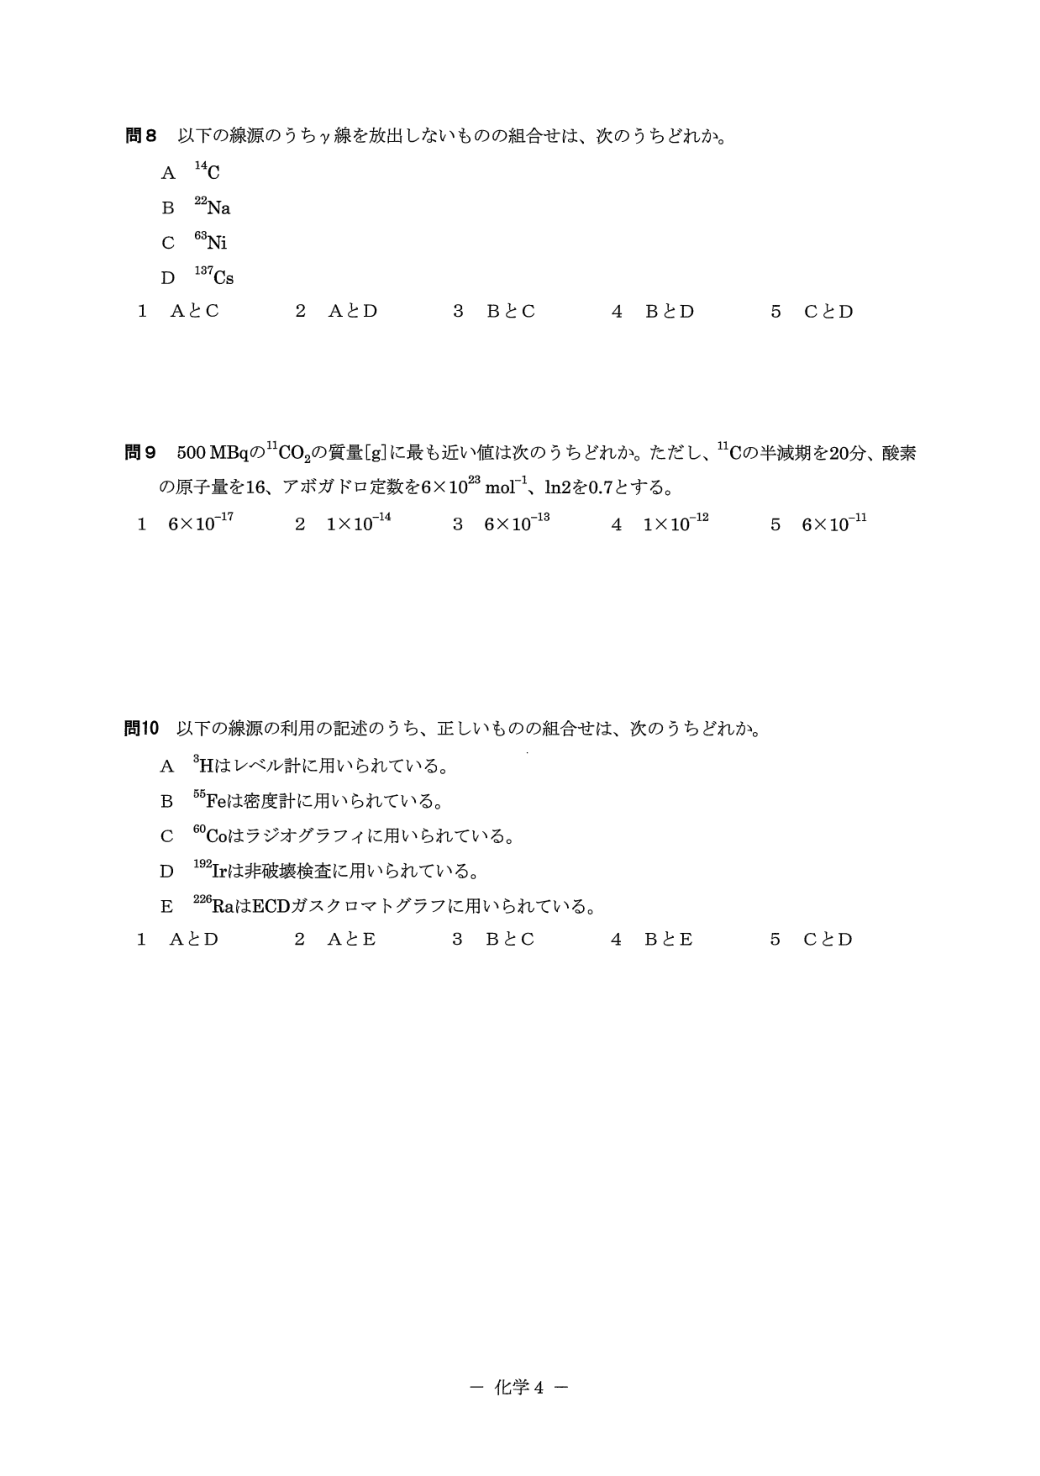 問8 以下の線源のうちγ線を放出しないものの組合せは、次のうちどれか。
A ¹⁴C
B ²²Na
C ⁶³Ni
D ¹³⁷Cs
1 AとC 2 AとD 3 BとC 4 BとD 5 CとD
問9 500 MBqの¹¹CO₂の質量[g]に最も近い値は次のうちどれか。ただし、¹¹Cの半減期を20分、酸素
の原子量を16、アボガドロ定数を6×10²³ mol⁻¹、ln2を0.7とする。
1 6×10⁻¹⁷ 2 1×10⁻¹⁴ 3 6×10⁻¹³ 4 1×10⁻¹² 5 6×10⁻¹¹
問10 以下の線源の利用の記述のうち、正しいものの組合せは、次のうちどれか。
A ³Hはレベル計に用いられている。
B ⁵⁵Feは密度計に用いられている。
C ⁶⁰Coはラジオグラフィに用いられている。
D ¹⁹²Irは非破壊検査に用いられている。
E ²²⁶RaはECDガスクロマトグラフに用いられている。
1 AとD 2 AとE 3 BとC 4 BとE 5 CとD
― 化学4 ―